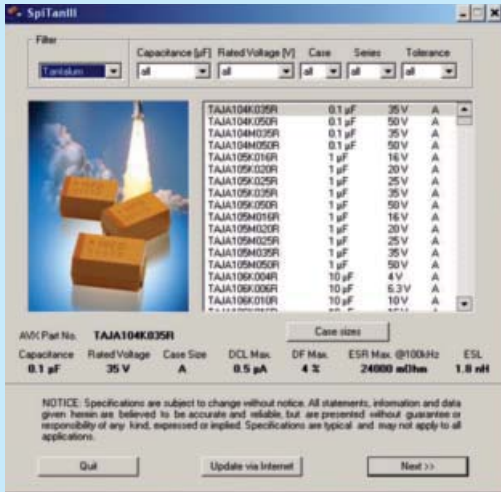 SpiTanIII
Filter
Capacitance [µF] Rated Voltage [V] Case Series Tolerance
Tantalum all all all all all
TAJA104K035R 0.1 µF 35 V A
TAJA104K050R 0.1 µF 50 V A
TAJA104M035R 0.1 µF 35 V A
TAJA104M050R 0.1 µF 50 V A
TAJA105K016R 1 µF 16 V A
TAJA105K020R 1 µF 20 V A
TAJA105K025R 1 µF 25 V A
TAJA105K035R 1 µF 35 V A
TAJA105K050R 1 µF 50 V A
TAJA105M016R 1 µF 16 V A
TAJA105M020R 1 µF 20 V A
TAJA105M025R 1 µF 25 V A
TAJA105M035R 1 µF 35 V A
TAJA105M050R 1 µF 50 V A
TAJA106K004R 10 µF 4 V A
TAJA106K006R 10 µF 6.3 V A
TAJA106K010R 10 µF 10 V A
Case sizes
AVX Part No. TAJA104K035R
Capacitance Rated Voltage Case Size DCL Max. DF Max. ESR Max. @100kHz ESL
0.1 µF 35 V A 0.5 µA 4 % 24000 mOhm 1.8 nH
NOTICE: Specifications are subject to change without notice. All statements, information and data
given herein are believed to be accurate and reliable, but are presented without guarantee or
responsibility of any kind, expressed or implied. Specifications are typical and may not apply to all
applications.
Quit Update via Internet Next >>